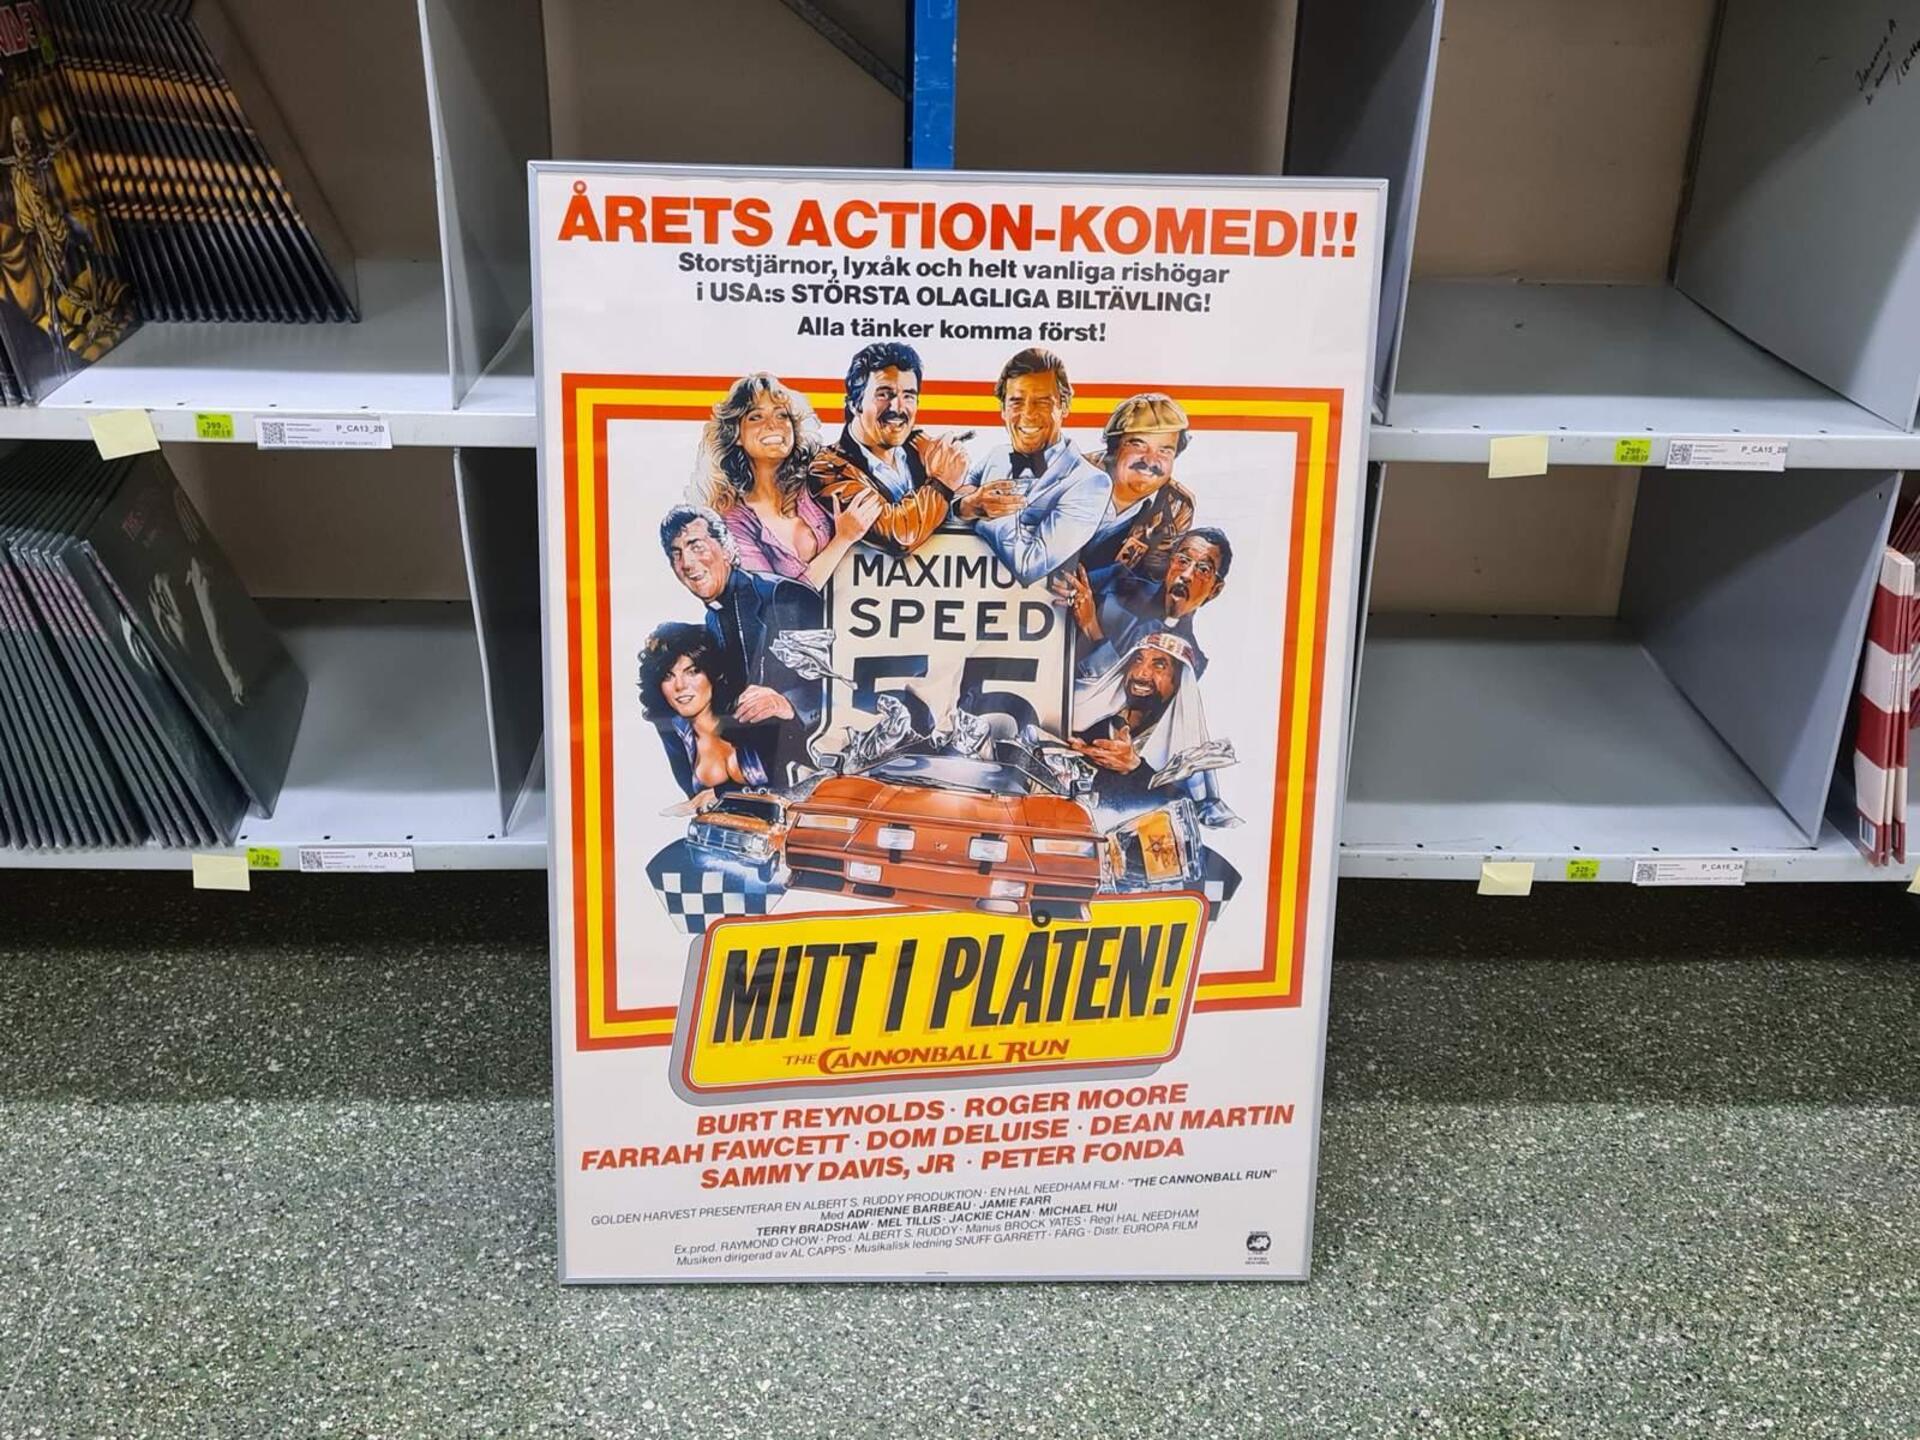 ÅRETS ACTION-KOMEDI!!
Storstjärnor, lyxåk och helt vanliga rishögar
i USA:s STÖRSTA OLAGLIGA BILTÄVLING!
Alla tänker komma först!
MAXIMUM
SPEED
55
MITT I PLÅTEN!
THE CANNONBALL RUN
BURT REYNOLDS · ROGER MOORE
FARRAH FAWCETT · DOM DELUISE · DEAN MARTIN
SAMMY DAVIS, JR · PETER FONDA
GOLDEN HARVEST PRESENTERAR EN ALBERT S. RUDDY PRODUKTION · EN HAL NEEDHAM FILM · "THE CANNONBALL RUN"
Med ADRIENNE BARBEAU · JAMIE FARR
TERRY BRADSHAW · MEL TILLIS · JACKIE CHAN · MICHAEL HUI
Ex.prod. RAYMOND CHOW · Prod. ALBERT S. RUDDY · Manus BROCK YATES · Regi HAL NEEDHAM
Musiken dirigerad av AL CAPPS · Musikalisk ledning SNUFF GARRETT · FÄRG · Distr. EUROPA FILM
399:-
P_CA13_2B
P_CA13_2A
299:-
P_CA15_2B
P_CA15_2A